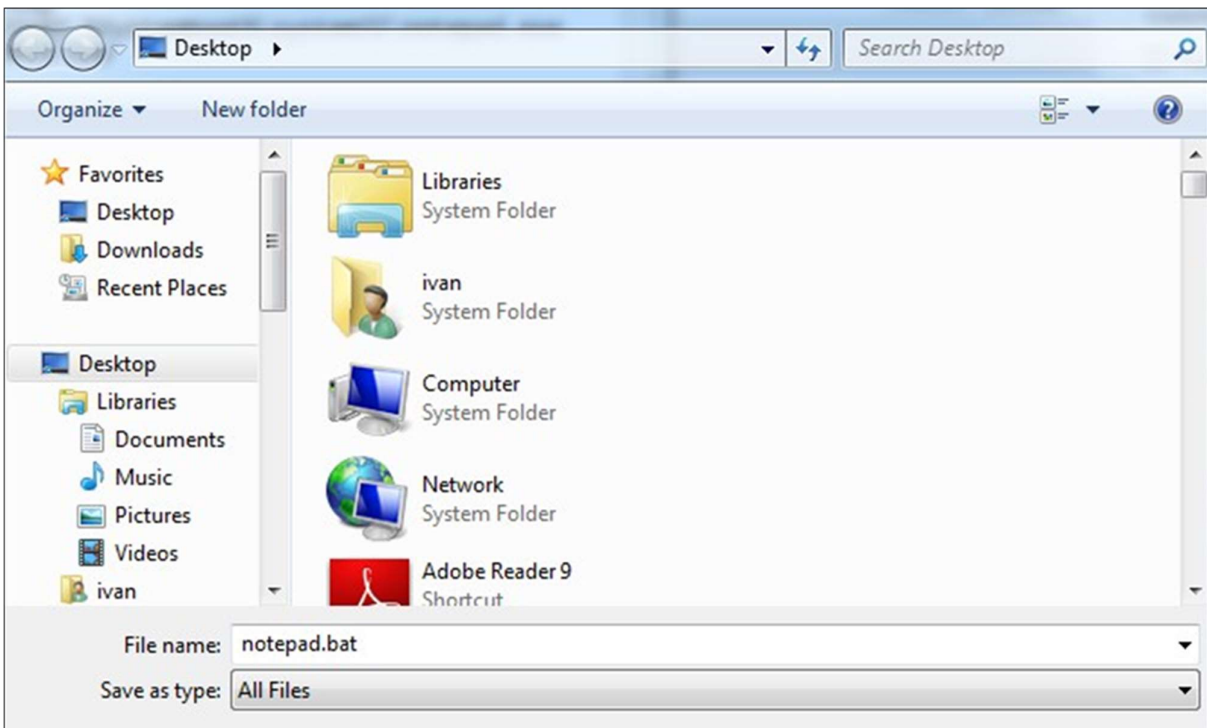 Desktop
Search Desktop
Organize
New folder
Favorites
Desktop
Downloads
Recent Places
Desktop
Libraries
Documents
Music
Pictures
Videos
ivan
Libraries
System Folder
ivan
System Folder
Computer
System Folder
Network
System Folder
Adobe Reader 9
Shortcut
File name: notepad.bat
Save as type: All Files